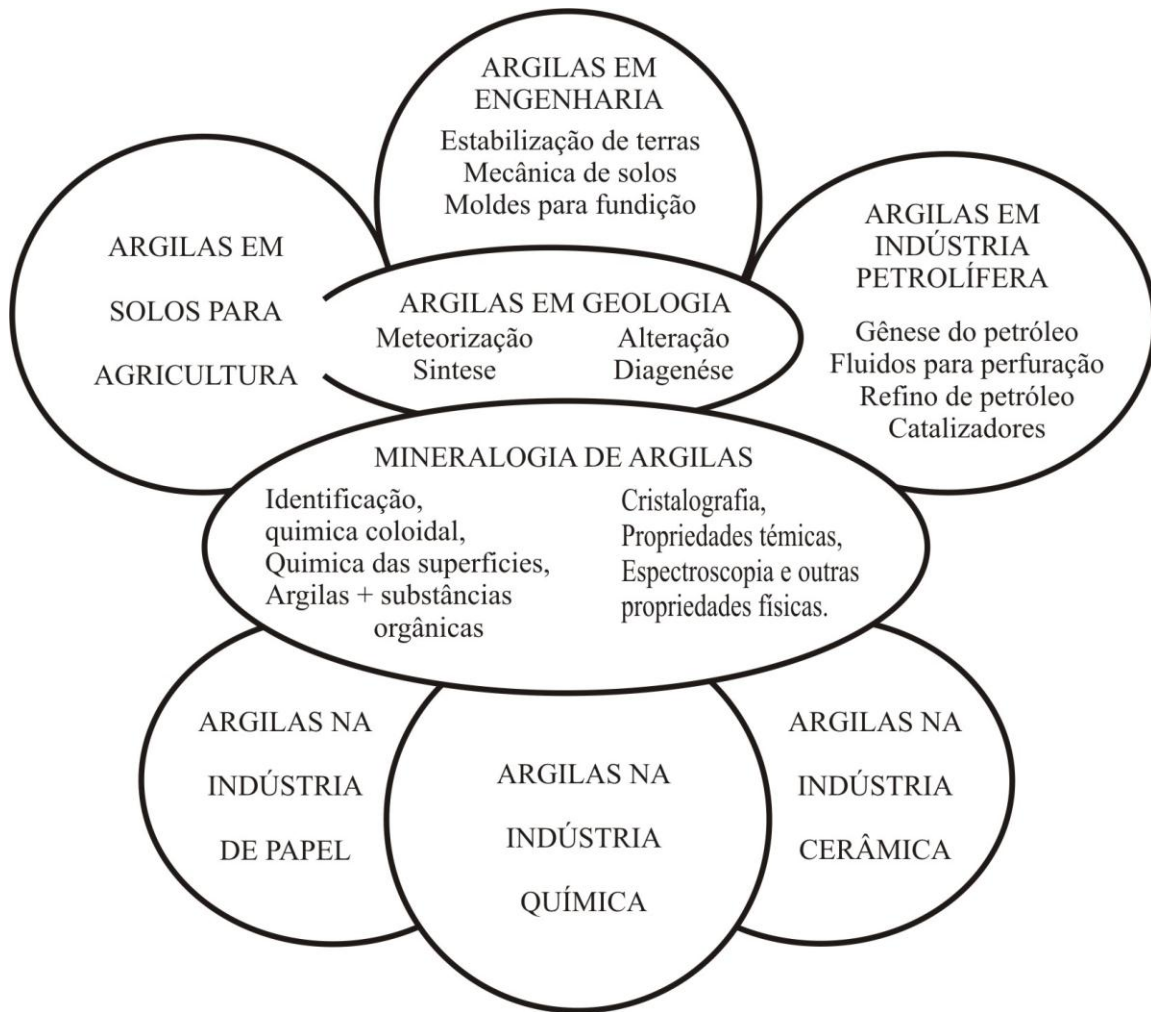 ARGILAS EM
ENGENHARIA
Estabilização de terras
Mecânica de solos
Moldes para fundição
ARGILAS EM
SOLOS PARA
AGRICULTURA
ARGILAS EM
INDÚSTRIA
PETROLÍFERA
Gênese do petróleo
Fluidos para perfuração
Refino de petróleo
Catalizadores
ARGILAS EM GEOLOGIA
Meteorização
Sintese
Alteração
Diagenése
MINERALOGIA DE ARGILAS
Identificação,
quimica coloidal,
Quimica das superficies,
Argilas + substâncias
orgânicas
Cristalografia,
Propriedades témicas,
Espectroscopia e outras
propriedades físicas.
ARGILAS NA
INDÚSTRIA
DE PAPEL
ARGILAS NA
INDÚSTRIA
QUÍMICA
ARGILAS NA
INDÚSTRIA
CERÂMICA